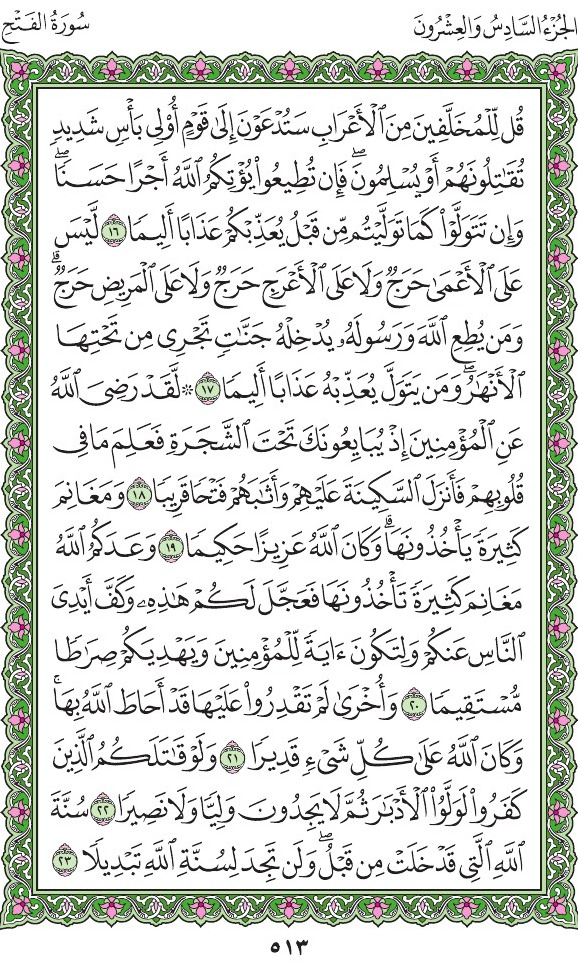 الجُزْءُ السَّادِسُ وَالعِشْرُونَ
سُورَةُ الفَتْحِ
قُل لِّلْمُخَلَّفِينَ مِنَ ٱلْأَعْرَابِ سَتُدْعَوْنَ إِلَىٰ قَوْمٍ أُو۟لِى بَأْسٍ شَدِيدٍ
تُقَـٰتِلُونَهُمْ أَوْ يُسْلِمُونَ ۖ فَإِن تُطِيعُوا۟ يُؤْتِكُمُ ٱللَّهُ أَجْرًا حَسَنًا ۖ
وَإِن تَتَوَلَّوْا۟ كَمَا تَوَلَّيْتُم مِّن قَبْلُ يُعَذِّبْكُمْ عَذَابًا أَلِيمًا ١٦ لَّيْسَ
عَلَى ٱلْأَعْمَىٰ حَرَجٌ وَلَا عَلَى ٱلْأَعْرَجِ حَرَجٌ وَلَا عَلَى ٱلْمَرِيضِ حَرَجٌ ۗ
وَمَن يُطِعِ ٱللَّهَ وَرَسُولَهُۥ يُدْخِلْهُ جَنَّـٰتٍ تَجْرِى مِن تَحْتِهَا
ٱلْأَنْهَـٰرُ ۖ وَمَن يَتَوَلَّ يُعَذِّبْهُ عَذَابًا أَلِيمًا ١٧ ۞ لَّقَدْ رَضِىَ ٱللَّهُ
عَنِ ٱلْمُؤْمِنِينَ إِذْ يُبَايِعُونَكَ تَحْتَ ٱلشَّجَرَةِ فَعَلِمَ مَا فِى
قُلُوبِهِمْ فَأَنزَلَ ٱلسَّكِينَةَ عَلَيْهِمْ وَأَثَـٰبَهُمْ فَتْحًا قَرِيبًا ١٨ وَمَغَانِمَ
كَثِيرَةً يَأْخُذُونَهَا ۗ وَكَانَ ٱللَّهُ عَزِيزًا حَكِيمًا ١٩ وَعَدَكُمُ ٱللَّهُ
مَغَانِمَ كَثِيرَةً تَأْخُذُونَهَا فَعَجَّلَ لَكُمْ هَـٰذِهِۦ وَكَفَّ أَيْدِىَ
ٱلنَّاسِ عَنكُمْ وَلِتَكُونَ ءَايَةً لِّلْمُؤْمِنِينَ وَيَهْدِيَكُمْ صِرَٰطًا
مُّسْتَقِيمًا ٢٠ وَأُخْرَىٰ لَمْ تَقْدِرُوا۟ عَلَيْهَا قَدْ أَحَاطَ ٱللَّهُ بِهَا ۚ
وَكَانَ ٱللَّهُ عَلَىٰ كُلِّ شَىْءٍ قَدِيرًا ٢١ وَلَوْ قَـٰتَلَكُمُ ٱلَّذِينَ
كَفَرُوا۟ لَوَلَّوُا۟ ٱلْأَدْبَـٰرَ ثُمَّ لَا يَجِدُونَ وَلِيًّا وَلَا نَصِيرًا ٢٢ سُنَّةَ
ٱللَّهِ ٱلَّتِى قَدْ خَلَتْ مِن قَبْلُ ۖ وَلَن تَجِدَ لِسُنَّةِ ٱللَّهِ تَبْدِيلًا ٢٣
٥١٣